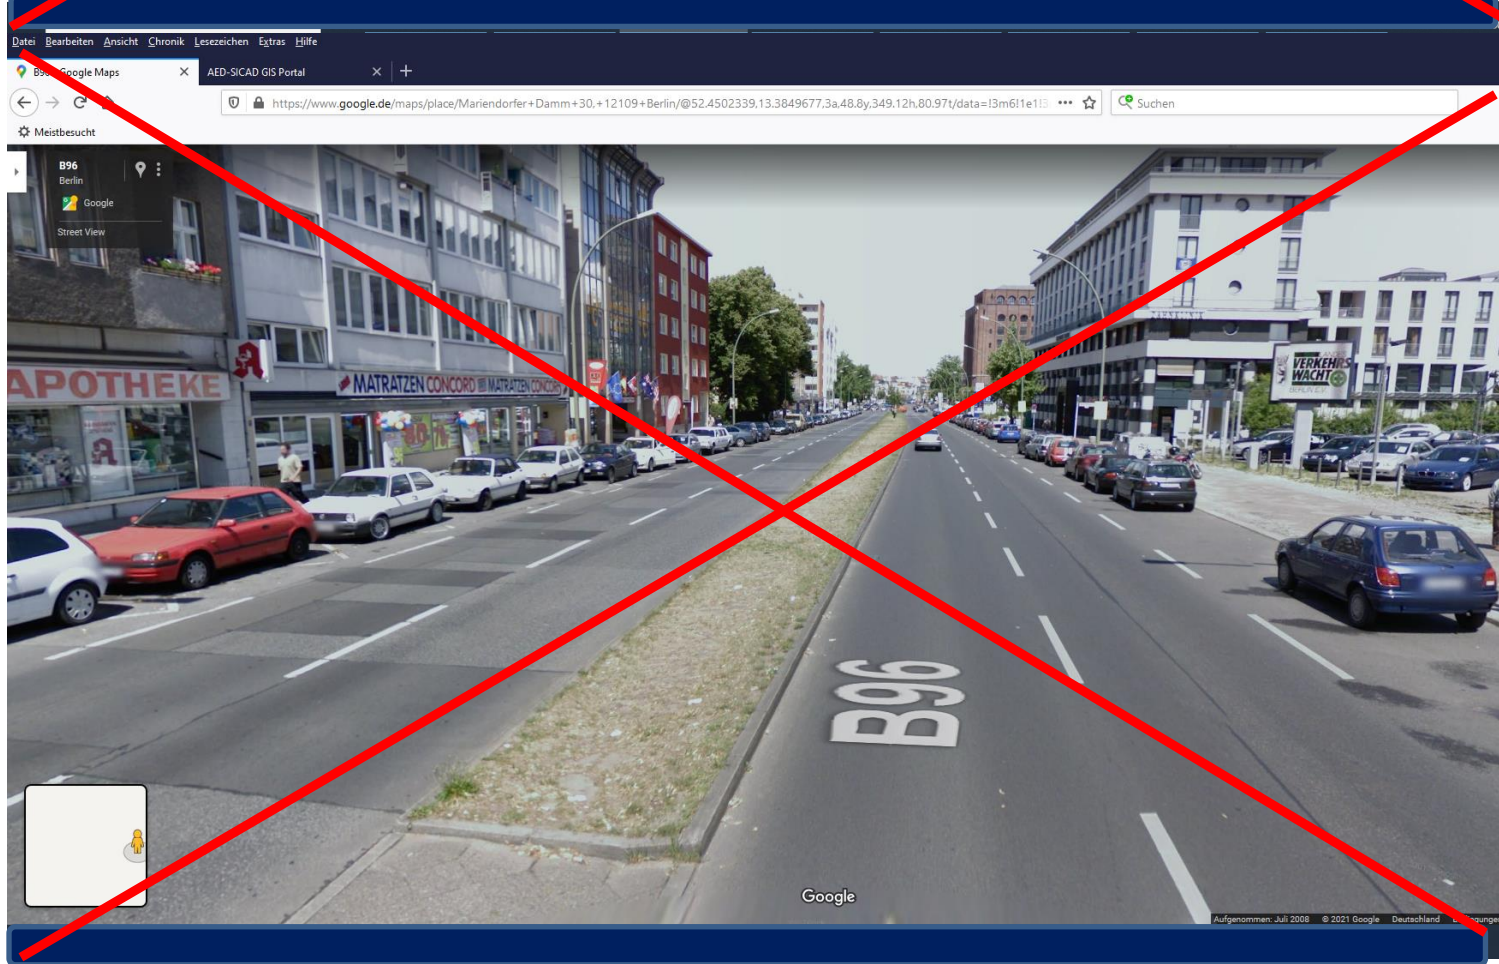 Datei Bearbeiten Ansicht Chronik Lesezeichen Extras Hilfe
Google Maps
AED-SICAD GIS Portal
https://www.google.de/maps/place/Mariendorfer+Damm+30,+12109+Berlin/@52.4502339,13.3849677,3a,48.8y,349.12h,80.97t/data=!3m6!1e1!3
Suchen
Meistbesucht
B96
Berlin
Google
Street View
APOTHEKE
MATRATZEN CONCORD MATRATZEN CONCORD
VERKEHRS
WACHT
BERLIN E.V.
B96
Google
Aufgenommen: Juli 2008 © 2021 Google Deutschland